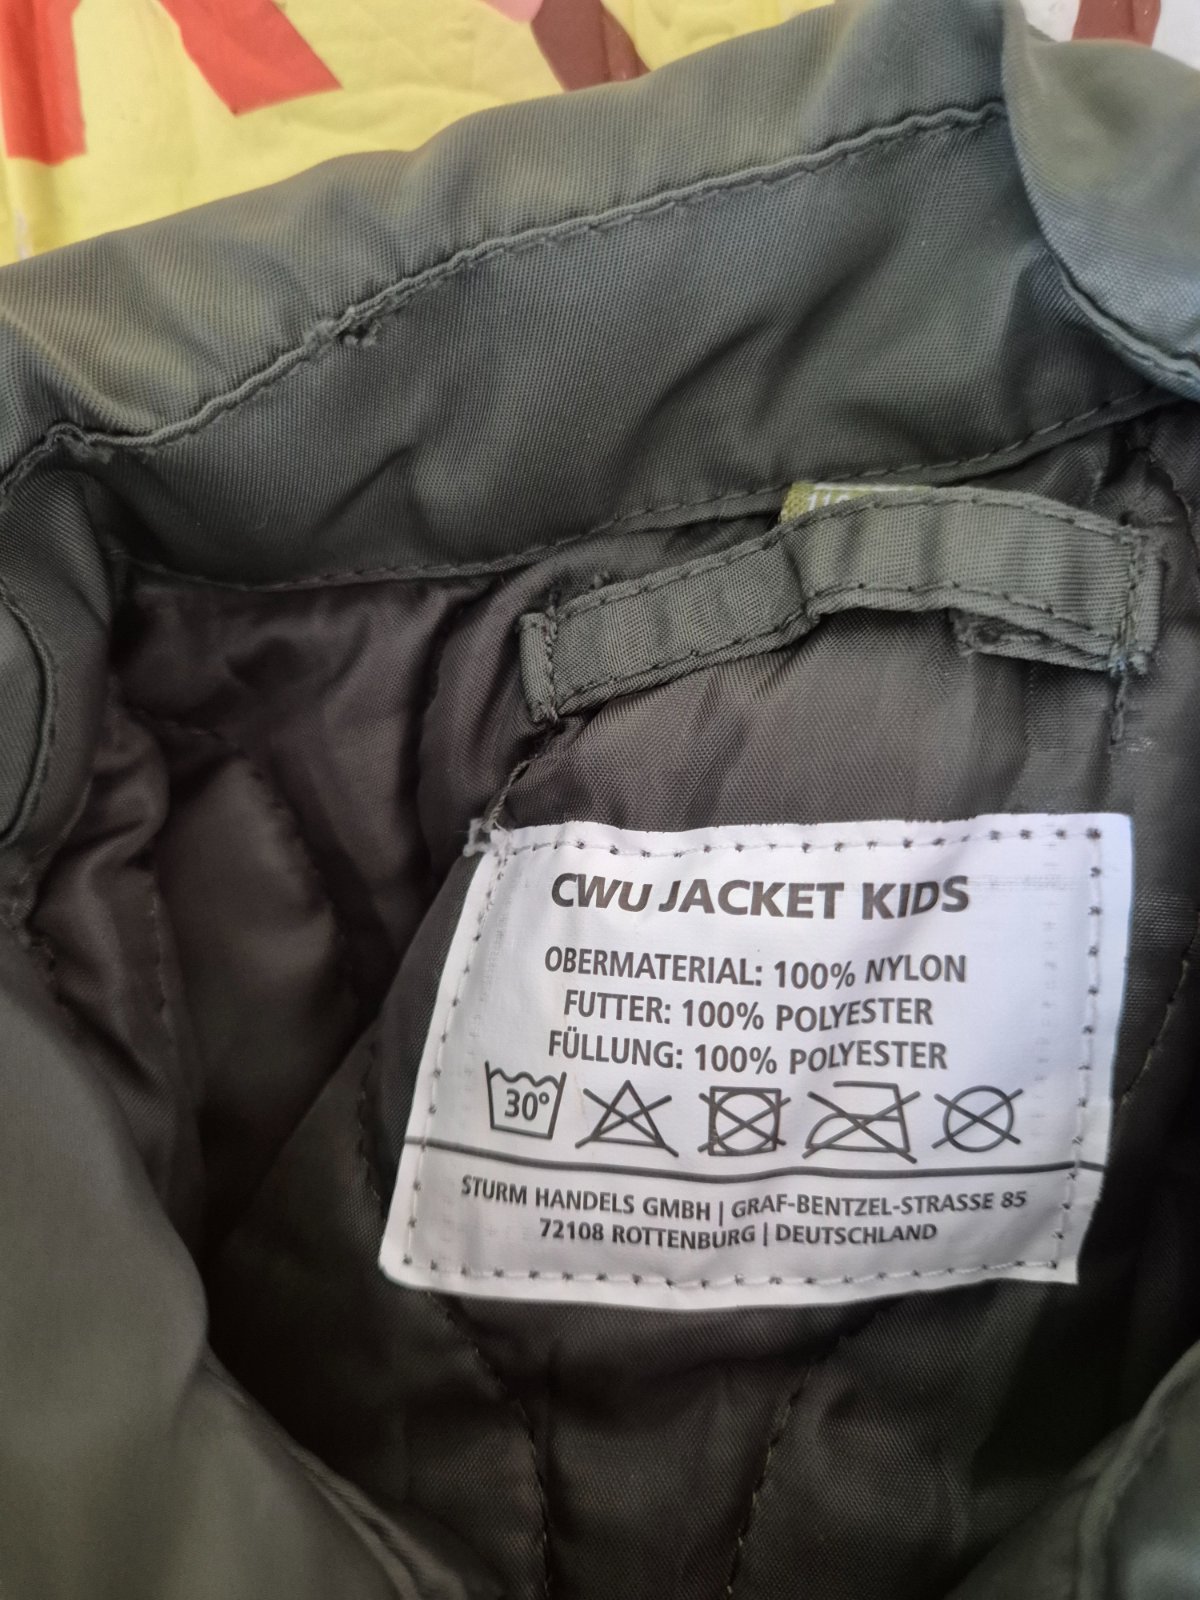 CWU JACKET KIDS
OBERMATERIAL: 100% NYLON
FUTTER: 100% POLYESTER
FÜLLUNG: 100% POLYESTER
30°
STURM HANDELS GMBH | GRAF-BENTZEL-STRASSE 85
72108 ROTTENBURG | DEUTSCHLAND